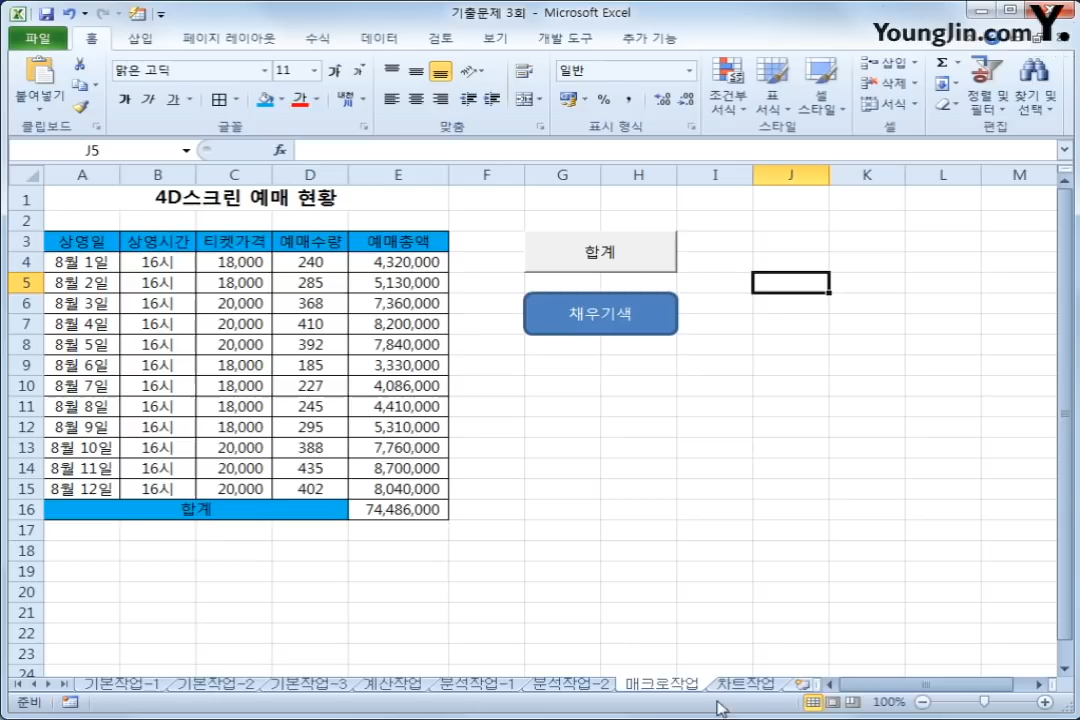 기출문제 3회 - Microsoft Excel
YoungJin.com Y.
파일 홈 삽입 페이지 레이아웃 수식 데이터 검토 보기 개발 도구 추가 기능
맑은 고딕 11 일반 삽입
붙여넣기 가 가 가 조건부 서식 표 서식 셀 스타일 삭제 서식 정렬 및 필터 찾기 및 선택
클립보드 글꼴 맞춤 표시 형식 스타일 셀 편집
J5 fx
A B C D E F G H I J K L M
1 4D스크린 예매 현황
2
3 상영일 상영시간 티켓가격 예매수량 예매총액
합계
4 8월 1일 16시 18,000 240 4,320,000
5 8월 2일 16시 18,000 285 5,130,000
6 8월 3일 16시 20,000 368 7,360,000
채우기색
7 8월 4일 16시 20,000 410 8,200,000
8 8월 5일 16시 20,000 392 7,840,000
9 8월 6일 16시 18,000 185 3,330,000
10 8월 7일 16시 18,000 227 4,086,000
11 8월 8일 16시 18,000 245 4,410,000
12 8월 9일 16시 18,000 295 5,310,000
13 8월 10일 16시 20,000 388 7,760,000
14 8월 11일 16시 20,000 435 8,700,000
15 8월 12일 16시 20,000 402 8,040,000
16 합계 74,486,000
17
18
19
20
21
22
23
24
기본작업-1 기본작업-2 기본작업-3 계산작업 분석작업-1 분석작업-2 매크로작업 차트작업
준비 100%